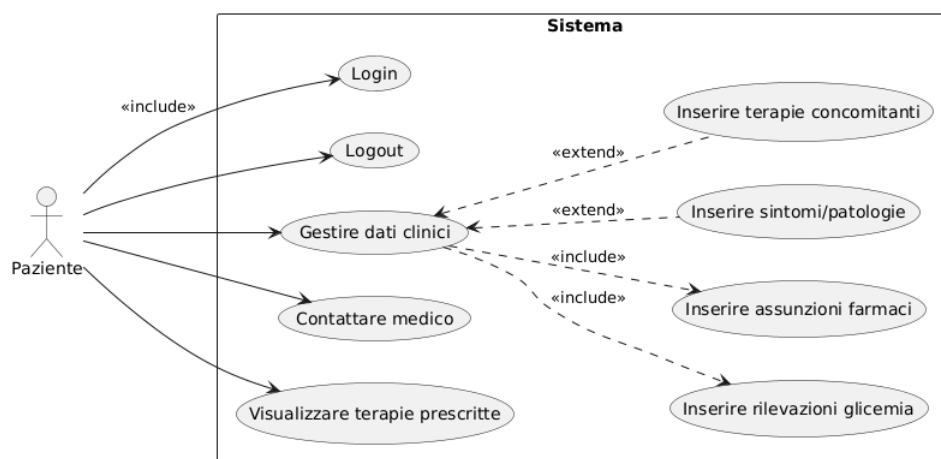 Sistema
Login
«include»
Inserire terapie concomitanti
Logout
«extend»
Inserire sintomi/patologie
«extend»
Gestire dati clinici
«include»
Paziente
«include»
Inserire assunzioni farmaci
Contattare medico
Inserire rilevazioni glicemia
Visualizzare terapie prescritte